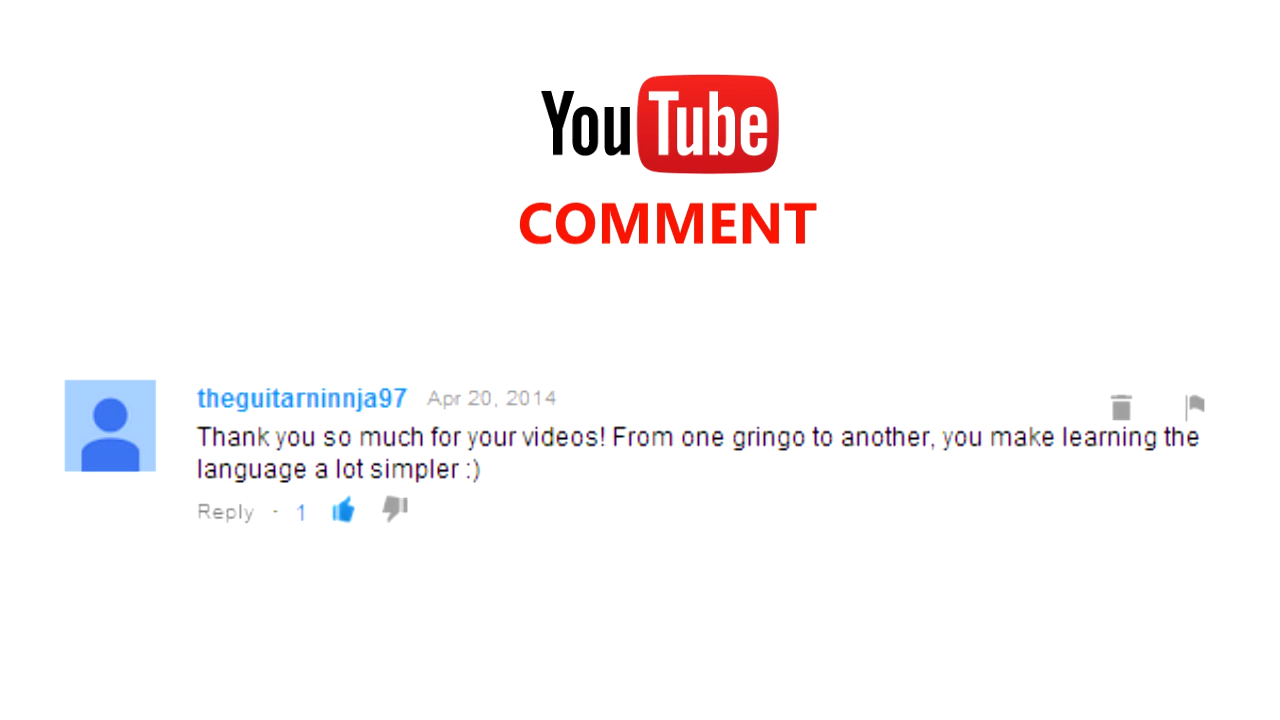 YouTube
COMMENT
theguitarninnja97 Apr 20, 2014
Thank you so much for your videos! From one gringo to another, you make learning the
language a lot simpler :)
Reply · 1